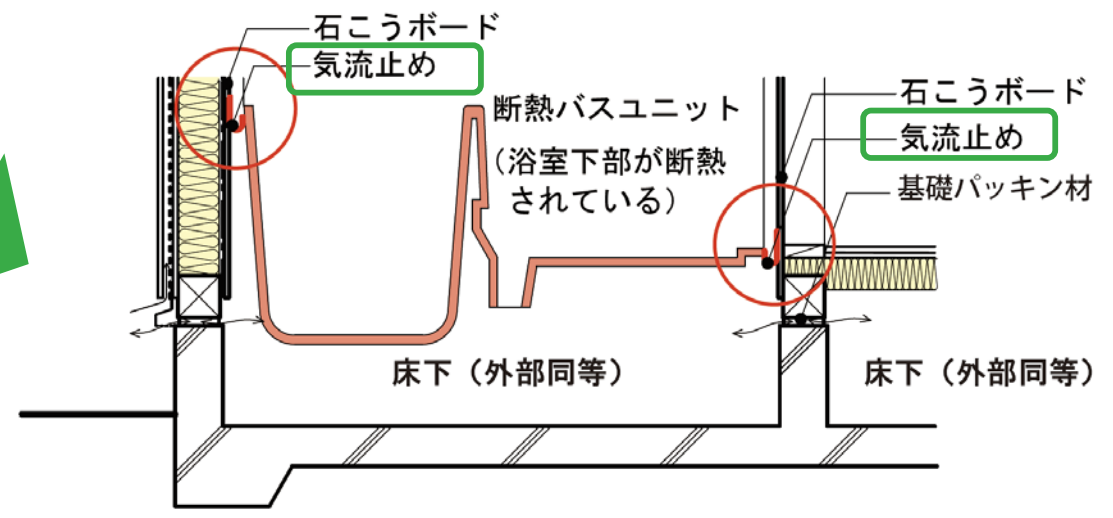 石こうボード
気流止め
断熱バスユニット
（浴室下部が断熱
されている）
石こうボード
気流止め
基礎パッキン材
床下（外部同等）
床下（外部同等）